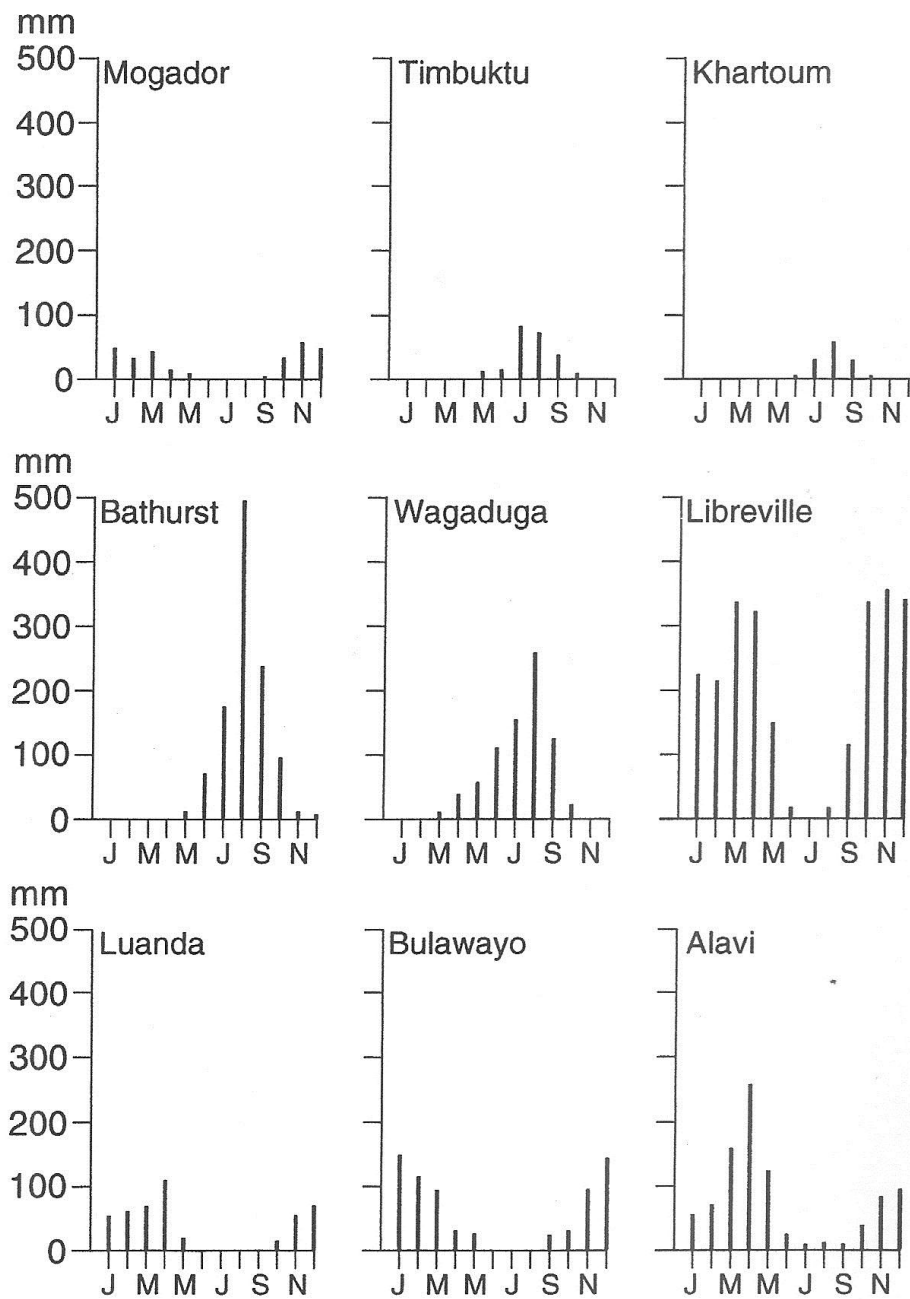 mm
500 Mogador Timbuktu Khartoum
400
300
200
100
0
J M M J S N J M M J S N J M M J S N
mm
500 Bathurst Wagaduga Libreville
400
300
200
100
0
J M M J S N J M M J S N J M M J S N
mm
500 Luanda Bulawayo Alavi
400
300
200
100
0
J M M J S N J M M J S N J M M J S N